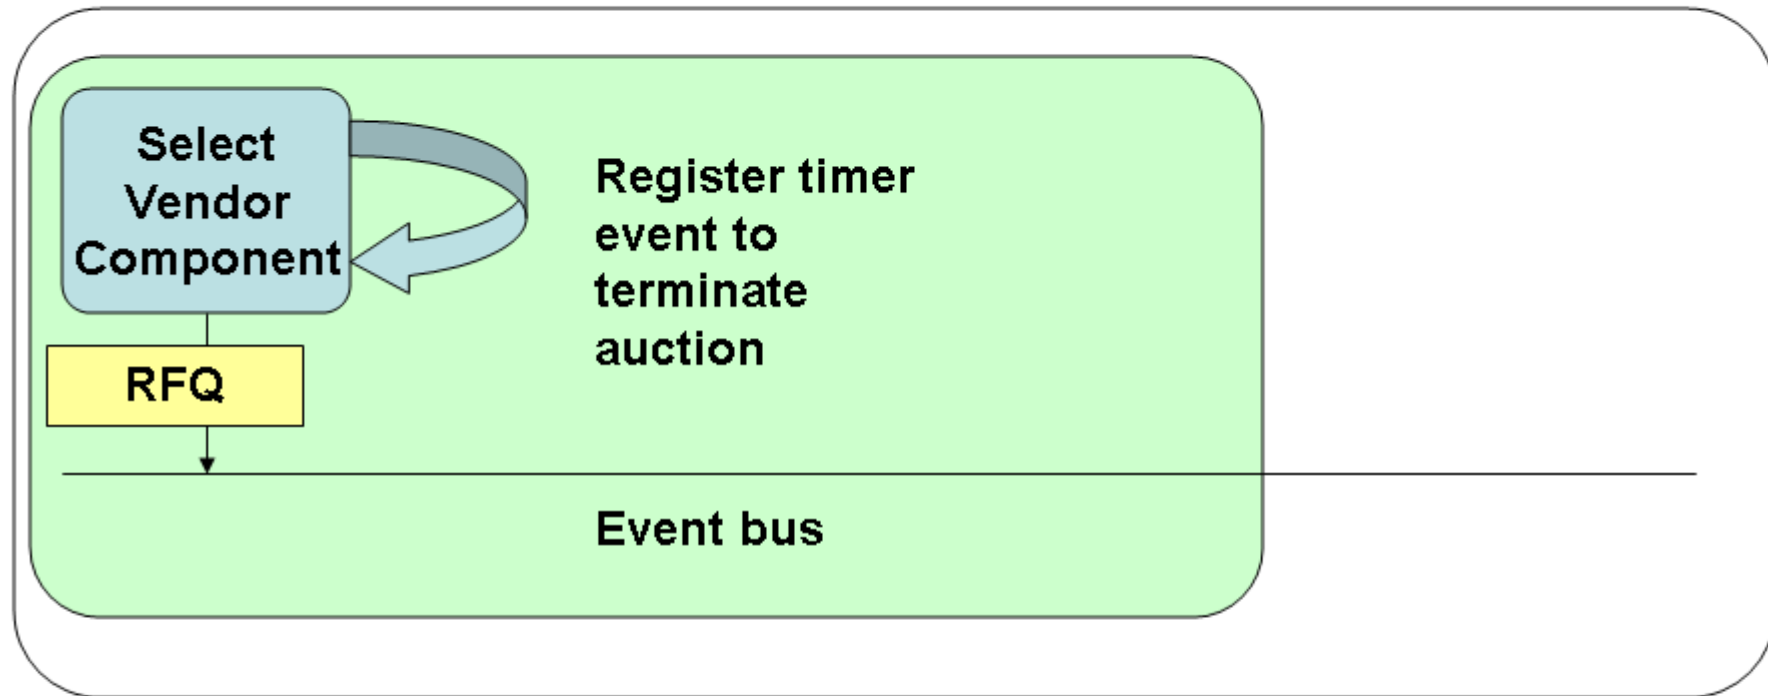 Select
Vendor
Component
Register timer
event to
terminate
auction
RFQ
Event bus